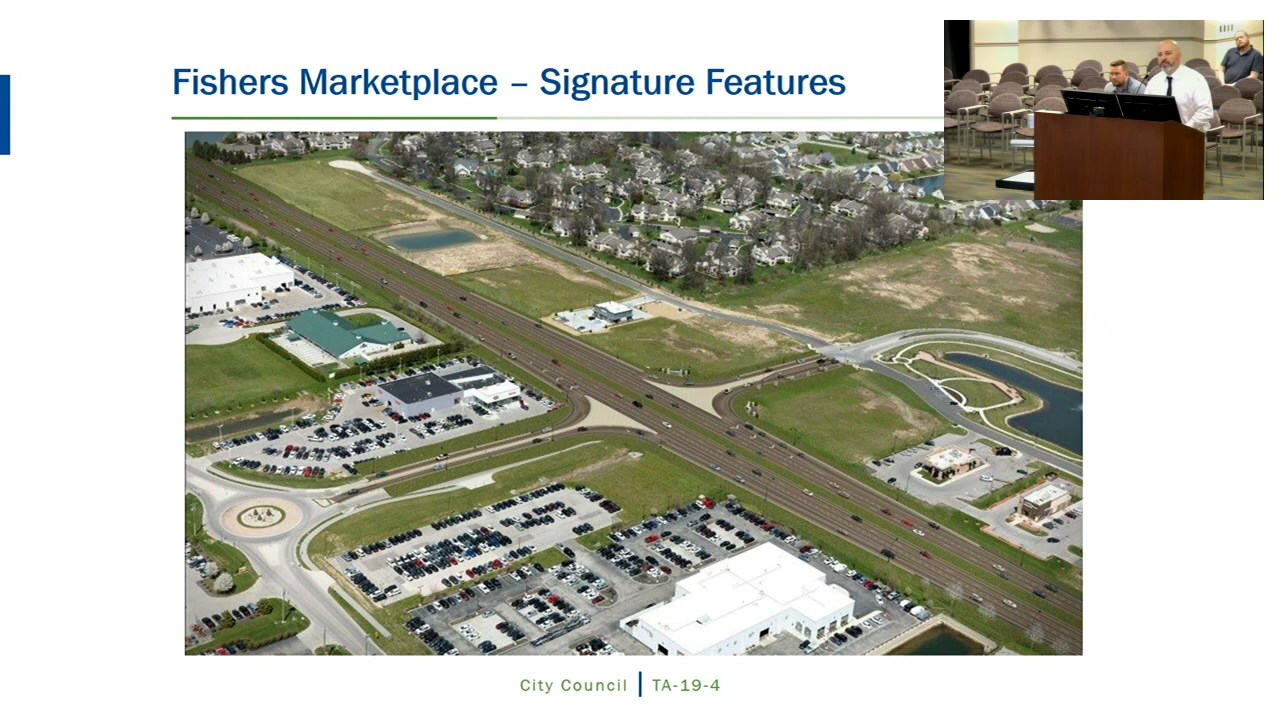 Fishers Marketplace – Signature Features
City Council | TA-19-4